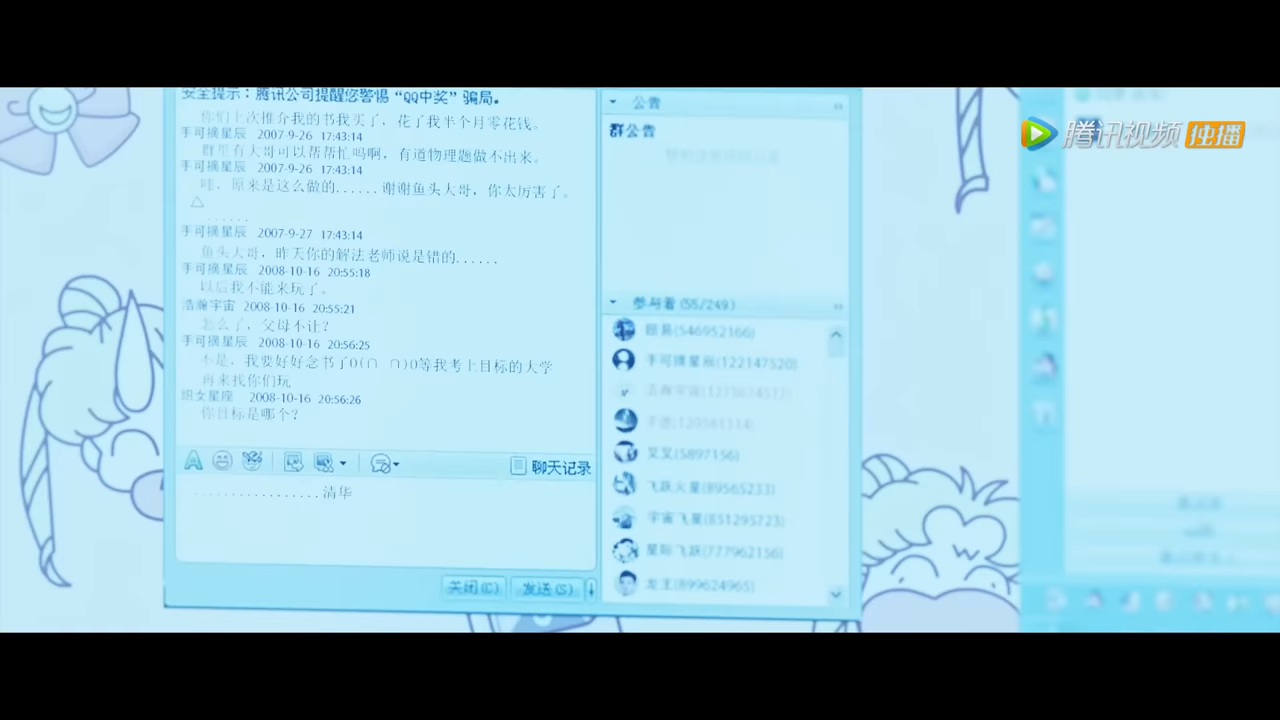 安全提示：腾讯公司提醒您警惕“QQ中奖”骗局。
你们上次推介我的书我买了，花了我半个月零花钱。
手可摘星辰 2007-9-26 17:43:14
群里有大哥可以帮帮忙吗啊，有道物理题做不出来。
手可摘星辰 2007-9-26 17:43:14
哇，原来是这么做的......谢谢鱼头大哥，你太厉害了。
△
......
手可摘星辰 2007-9-27 17:43:14
鱼头大哥，昨天你的解法老师说是错的......
手可摘星辰 2008-10-16 20:55:18
以后我不能来玩了。
浩瀚宇宙 2008-10-16 20:55:21
怎么了，父母不让？
手可摘星辰 2008-10-16 20:56:25
不是，我要好好念书了O(∩ ∩)O等我考上目标的大学
再来找你们玩
织女星座 2008-10-16 20:56:26
你目标是哪个？
聊天记录
.................清华
关闭(C)
发送(S)
公告
群公告
参与者(55/249)
手可摘星辰(122147520)
叉叉(5897156)
飞跃火星(89565233)
宇宙飞星(851295723)
星际飞跃(777962156)
龙王(899624965)
腾讯视频 独播